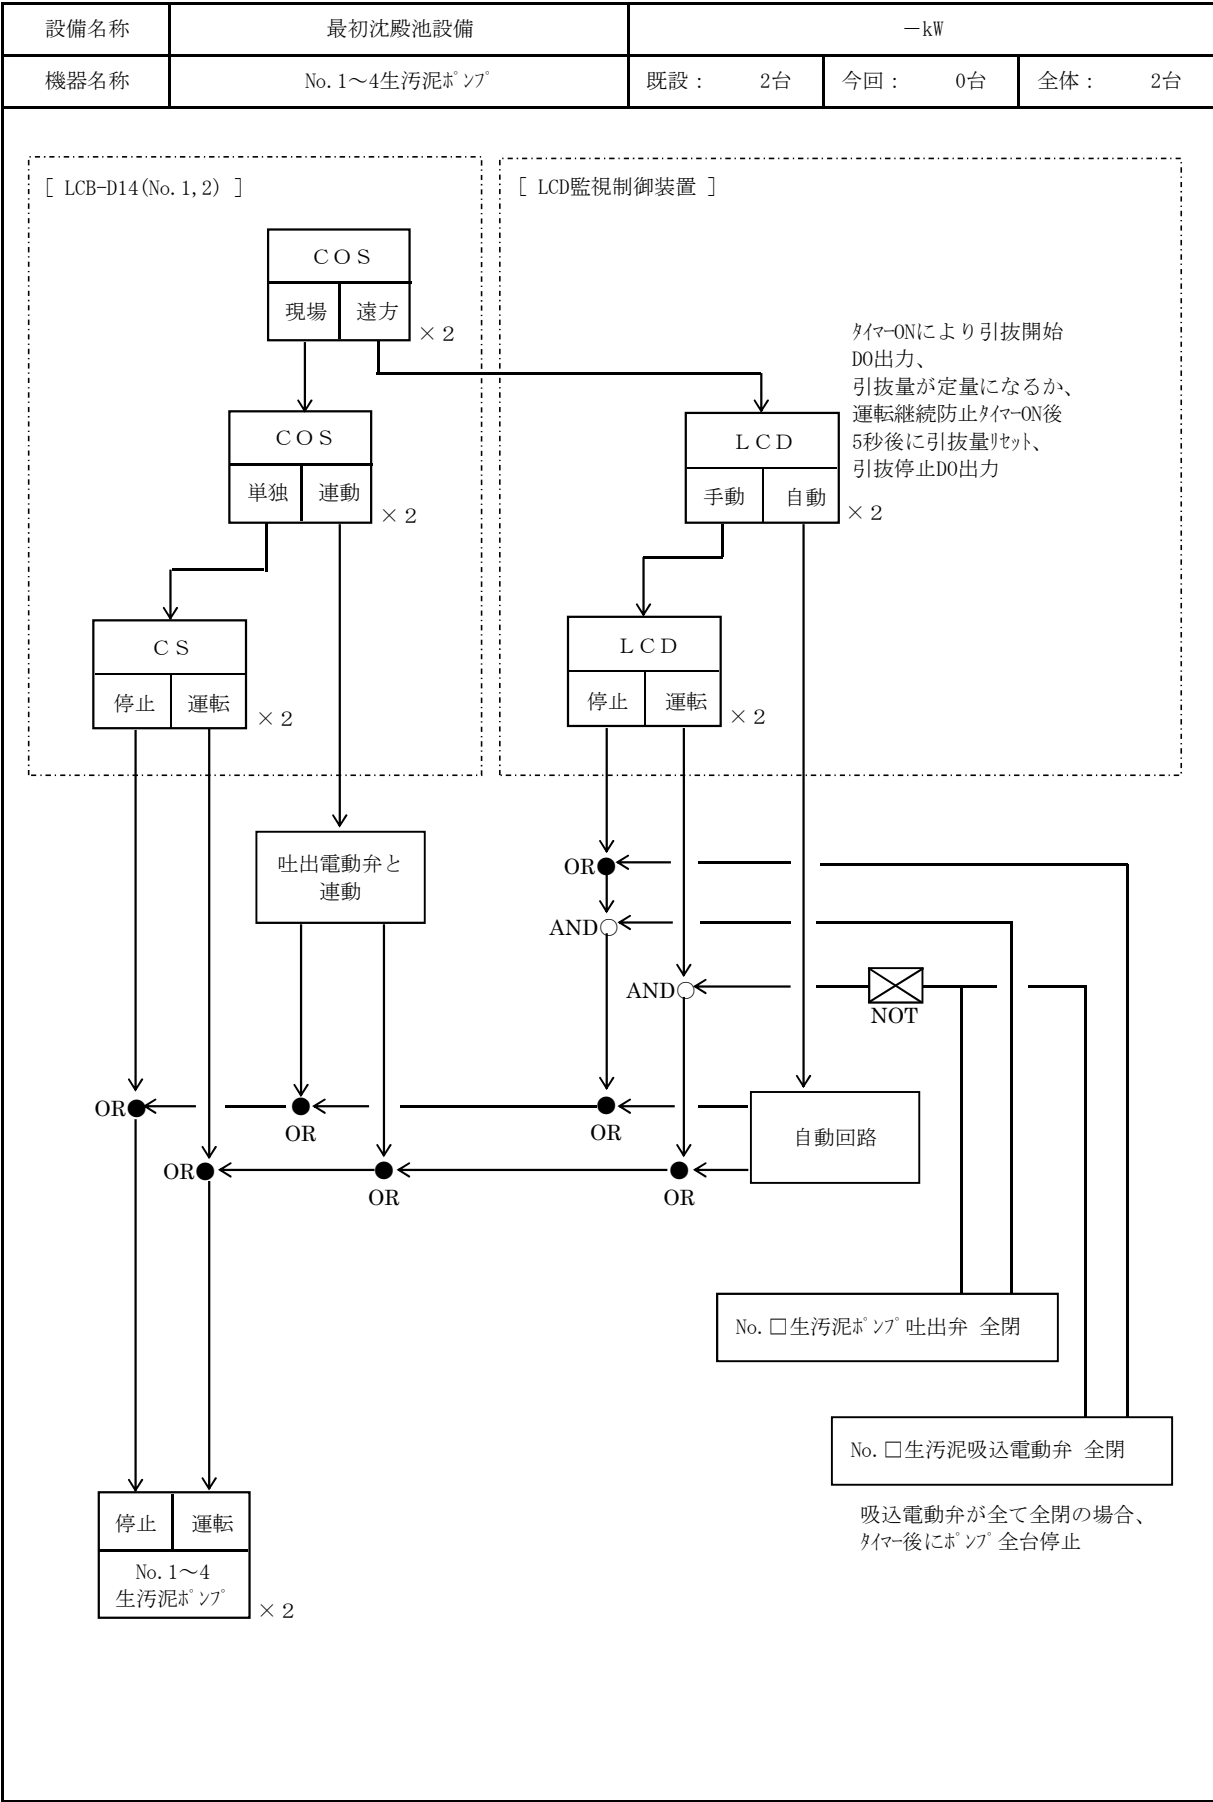 設備名称
最初沈殿池設備
－kW
機器名称
No.1～4生汚泥ﾎﾟﾝﾌﾟ
既設： 2台
今回： 0台
全体： 2台
[ LCB-D14(No.1,2) ]
[ LCD監視制御装置 ]
ＣＯＳ
現場 遠方
×２
ﾀｲﾏｰONにより引抜開始
DO出力、
引抜量が定量になるか、
運転継続防止ﾀｲﾏｰON後
5秒後に引抜量ﾘｾｯﾄ、
引抜停止DO出力
ＣＯＳ
単独 連動
×２
ＬＣＤ
手動 自動
×２
ＣＳ
停止 運転
×２
ＬＣＤ
停止 運転
×２
吐出電動弁と
連動
OR
AND
AND
NOT
OR
OR
OR
自動回路
OR
OR
OR
No.□生汚泥ﾎﾟﾝﾌﾟ吐出弁 全閉
No.□生汚泥吸込電動弁 全閉
吸込電動弁が全て全閉の場合、
ﾀｲﾏｰ後にﾎﾟﾝﾌﾟ全台停止
停止 運転
No.1～4
生汚泥ﾎﾟﾝﾌﾟ
×２